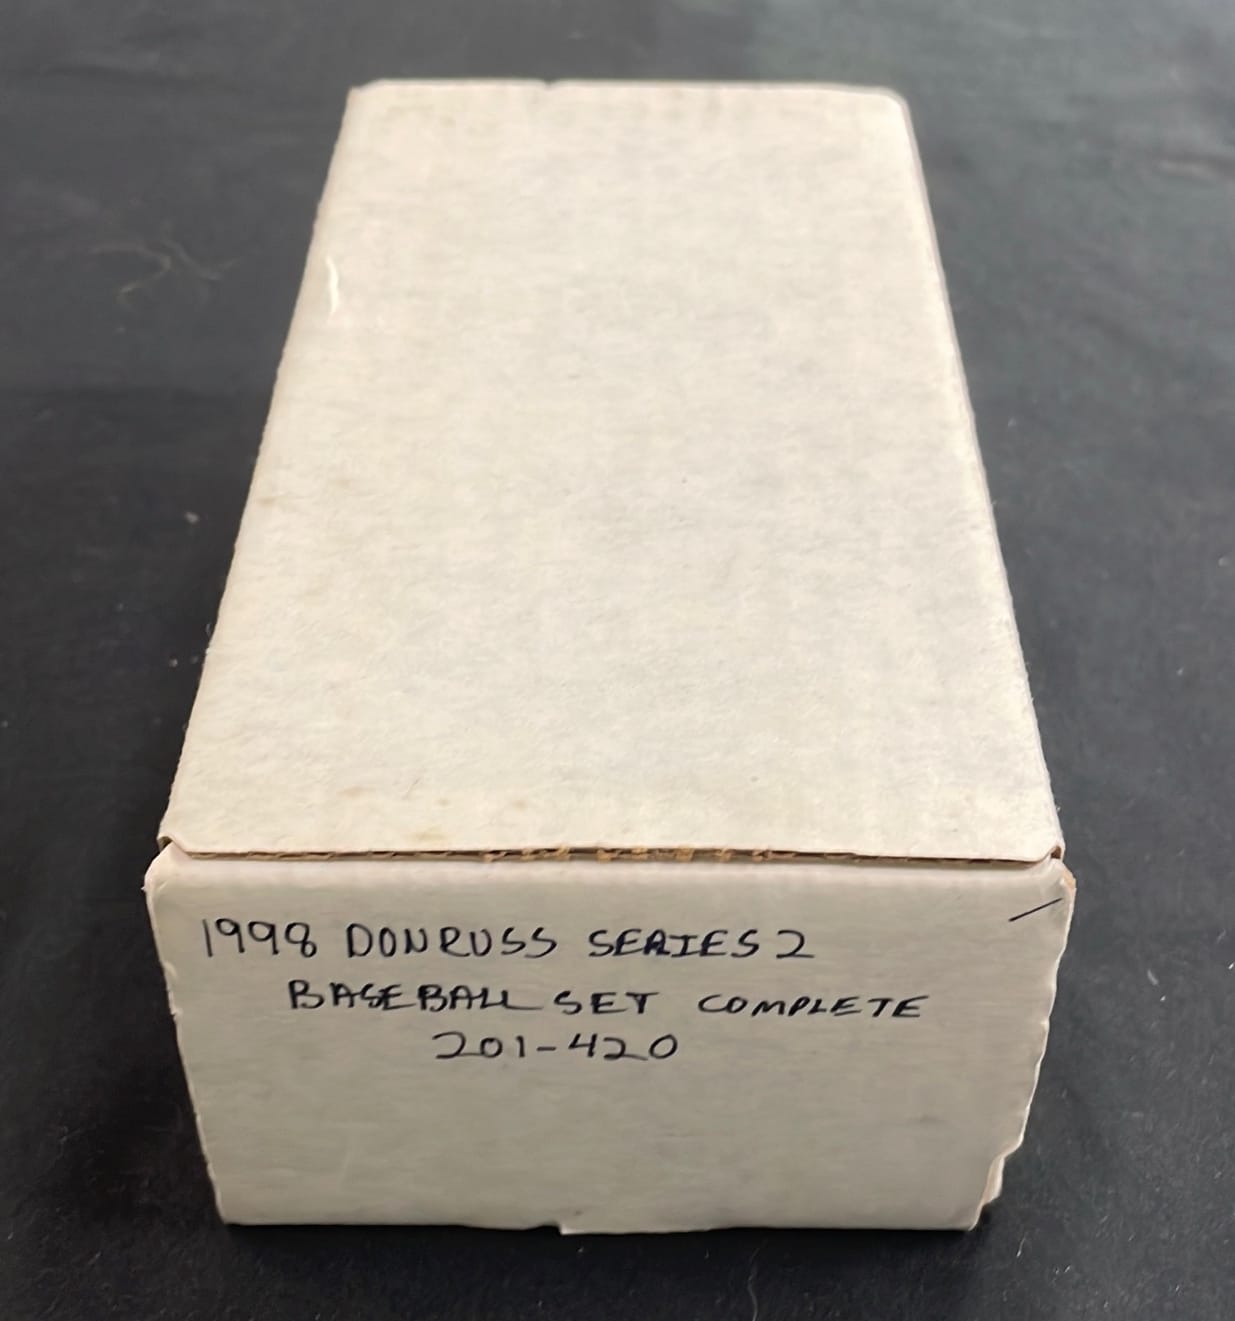 1998 DONRUSS SERIES 2
BASEBALL SET COMPLETE
201-420